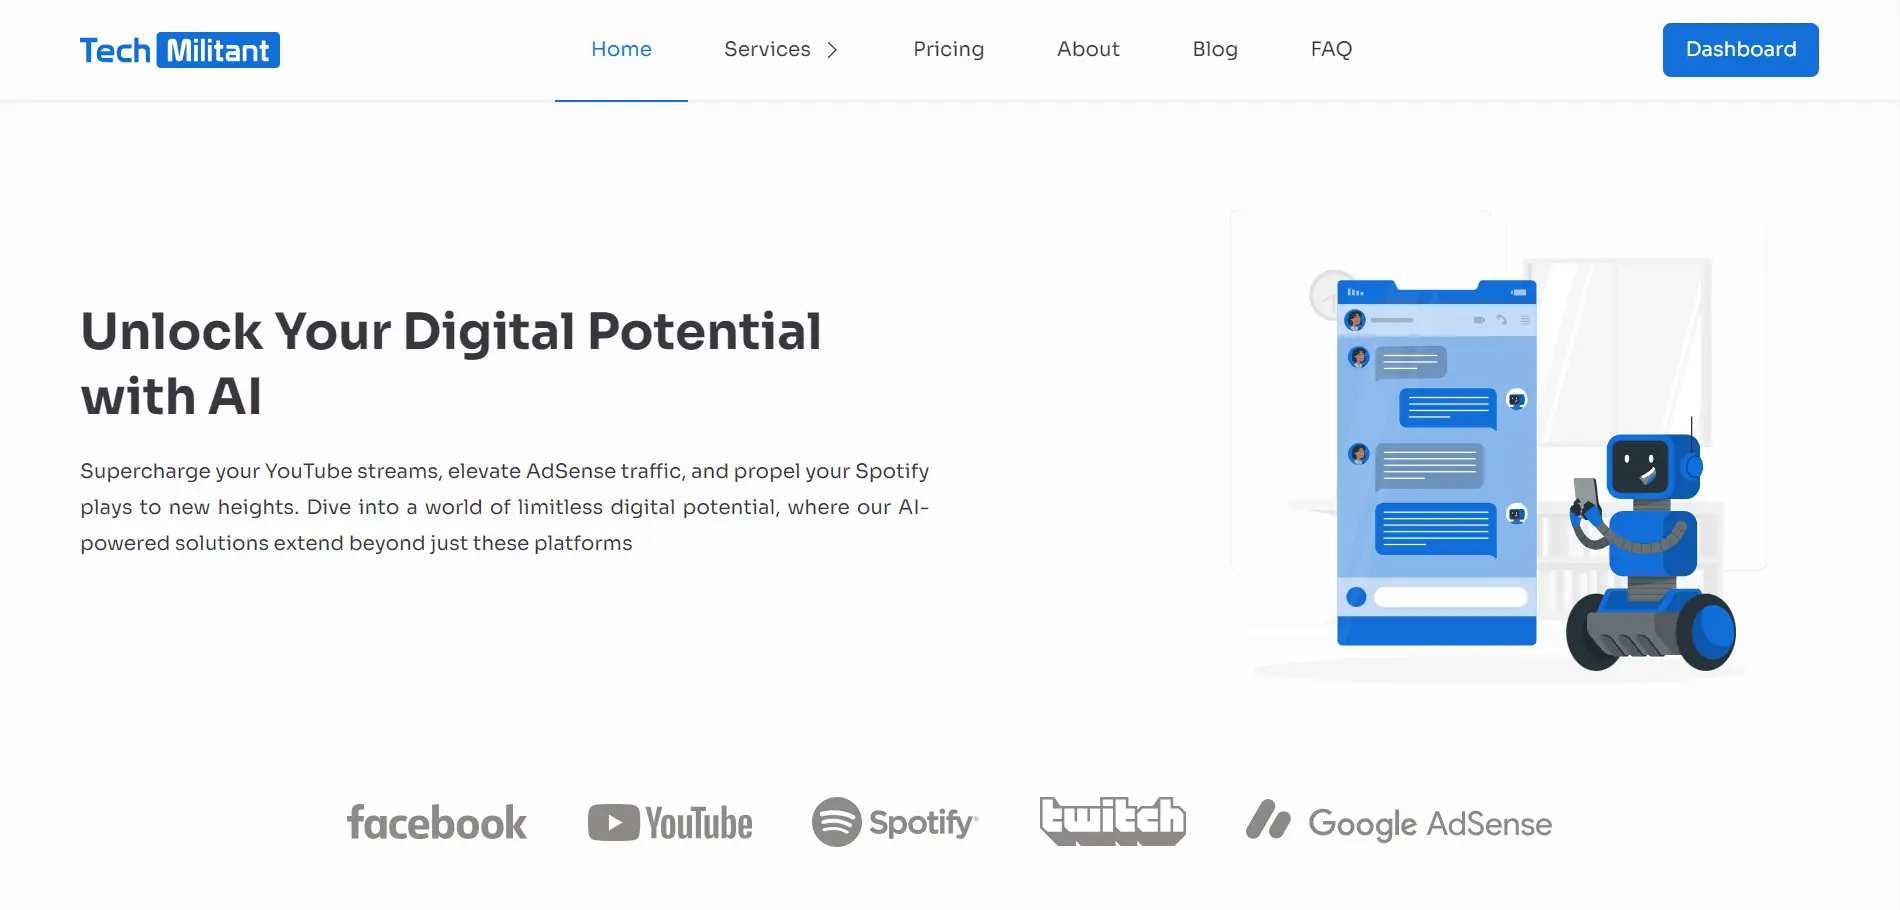 Tech Militant
Home
Services
Pricing
About
Blog
FAQ
Dashboard
Unlock Your Digital Potential
with AI
Supercharge your YouTube streams, elevate AdSense traffic, and propel your Spotify
plays to new heights. Dive into a world of limitless digital potential, where our AI-
powered solutions extend beyond just these platforms
facebook
YouTube
Spotify
twitch
Google AdSense